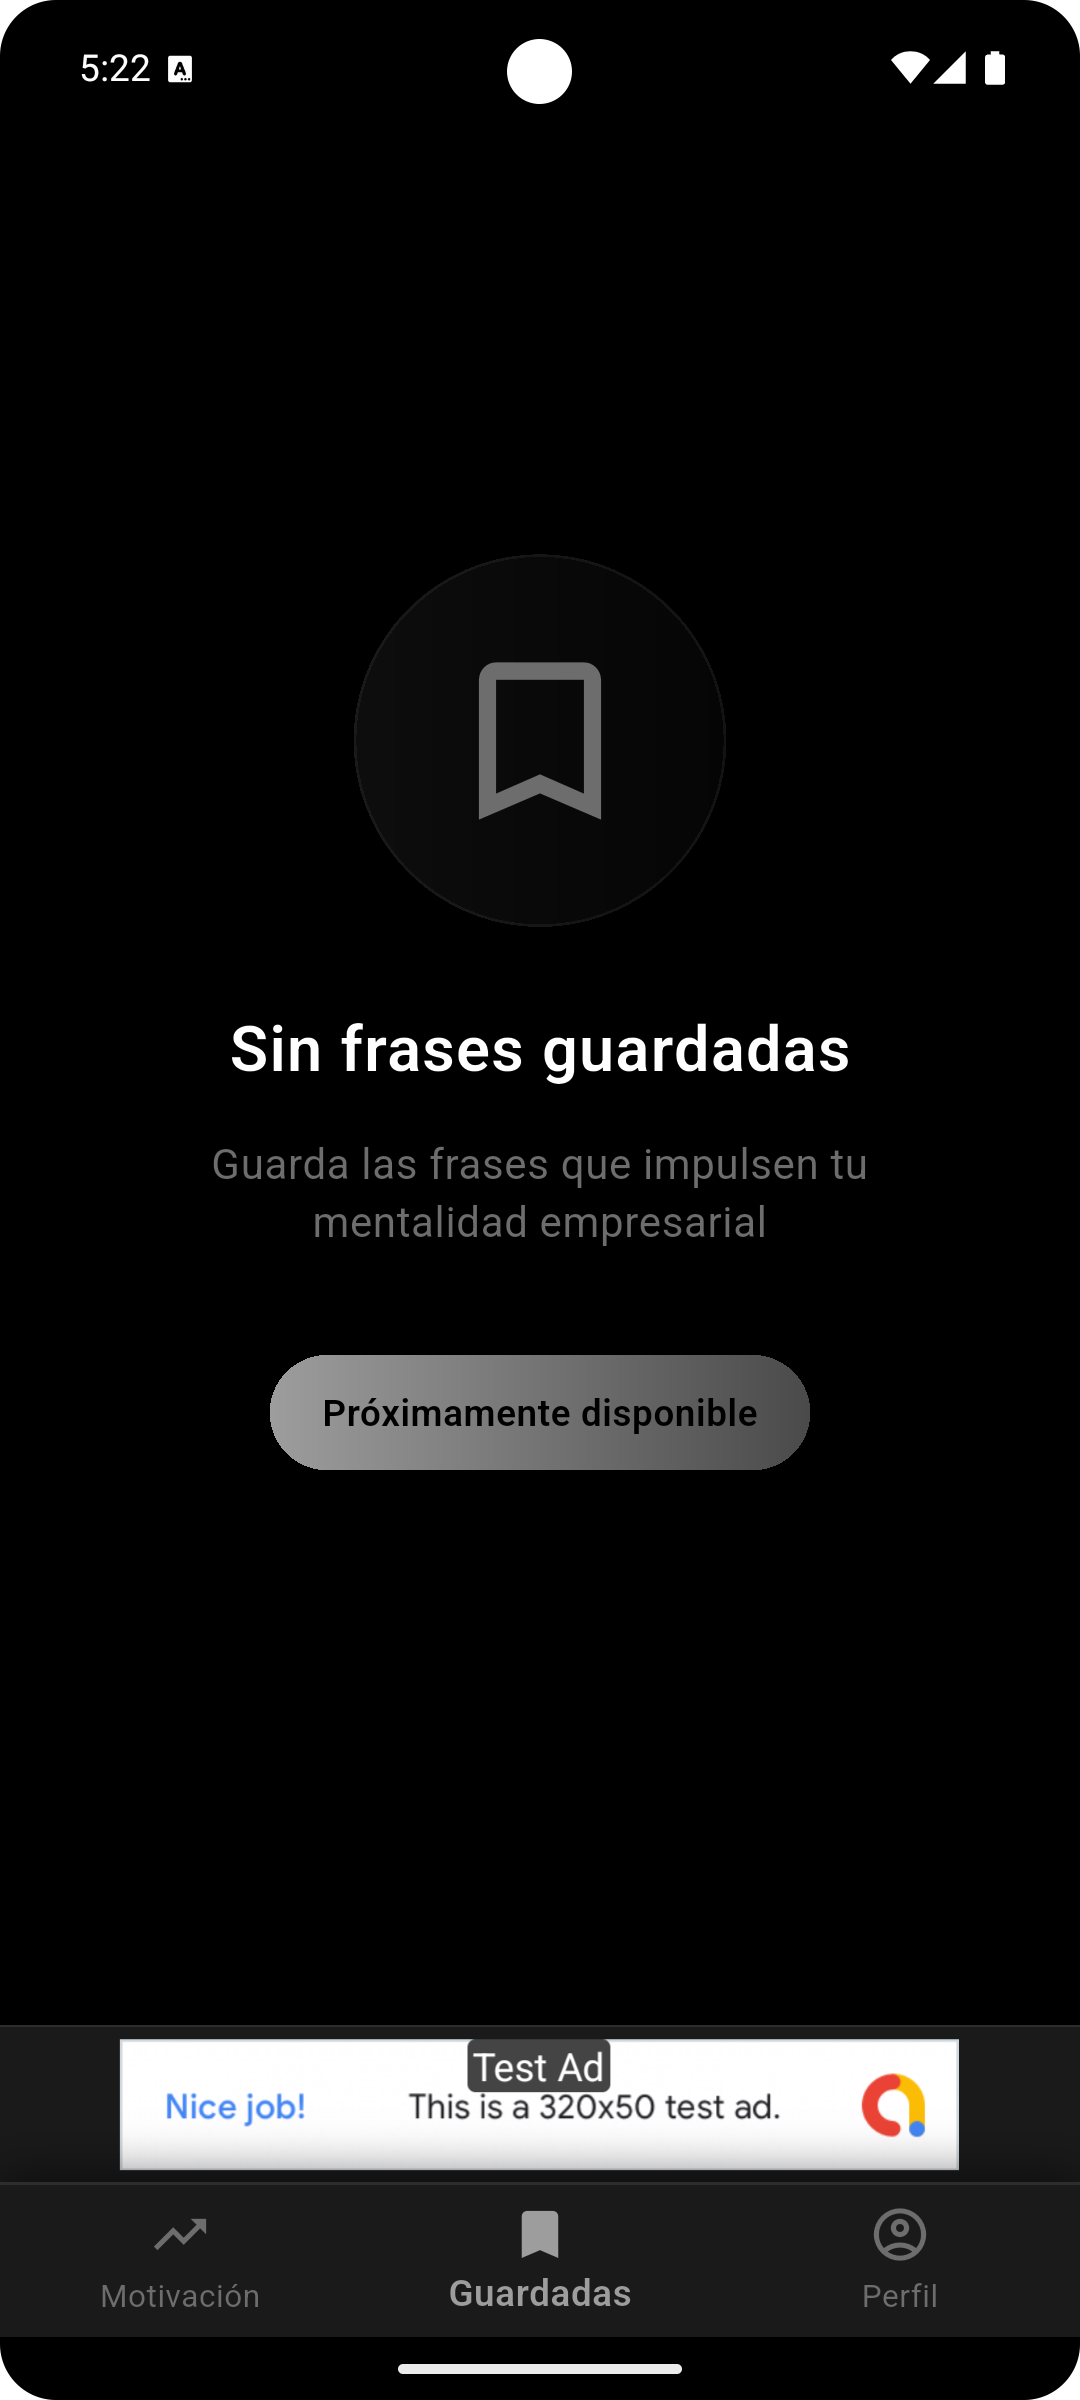 5:22
Sin frases guardadas
Guarda las frases que impulsen tu
mentalidad empresarial
Próximamente disponible
Test Ad
Nice job!
This is a 320x50 test ad.
Motivación
Guardadas
Perfil